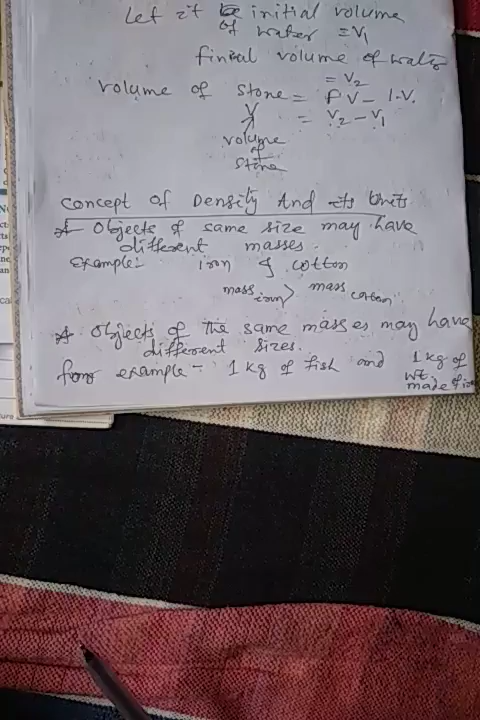 Let it be initial volume
of water = V1
final volume of water
= V2
volume of stone = FV - I.V.
V = V2 - V1
volume
of
stone
Concept of Density And its Units
* Objects of same size may have
different masses.
Example:- iron & cotton
mass iron > mass cotton
* Objects of the same masses may have
different sizes.
for example - 1 kg of fish and 1 kg of
wt.
made of